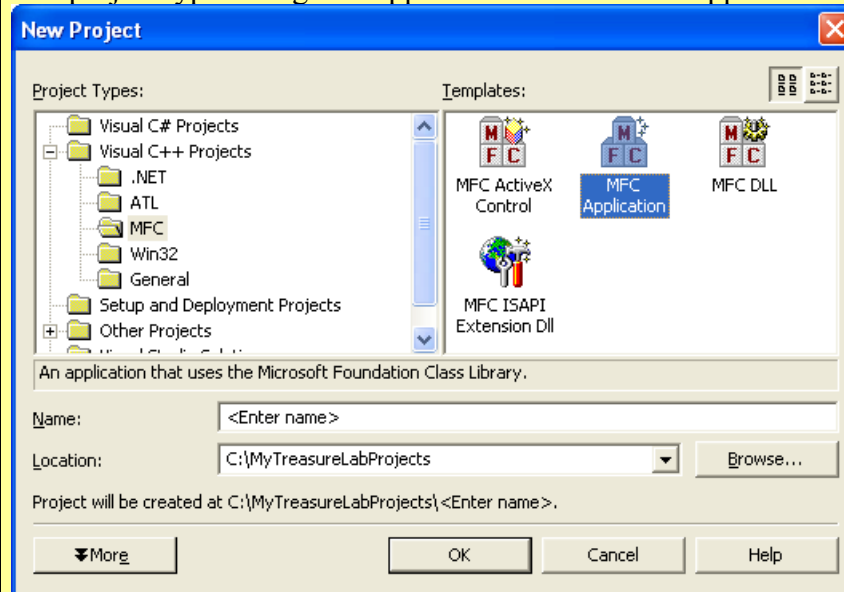 New Project
Project Types:
Templates:
Visual C# Projects
Visual C++ Projects
.NET
ATL
MFC
Win32
General
Setup and Deployment Projects
Other Projects
MFC
MFC ActiveX
Control
MFC
MFC
Application
MFC
MFC DLL
MFC ISAPI
Extension Dll
An application that uses the Microsoft Foundation Class Library.
Name:
<Enter name>
Location:
C:\MyTreasureLabProjects
Browse...
Project will be created at C:\MyTreasureLabProjects\<Enter name>.
More
OK
Cancel
Help